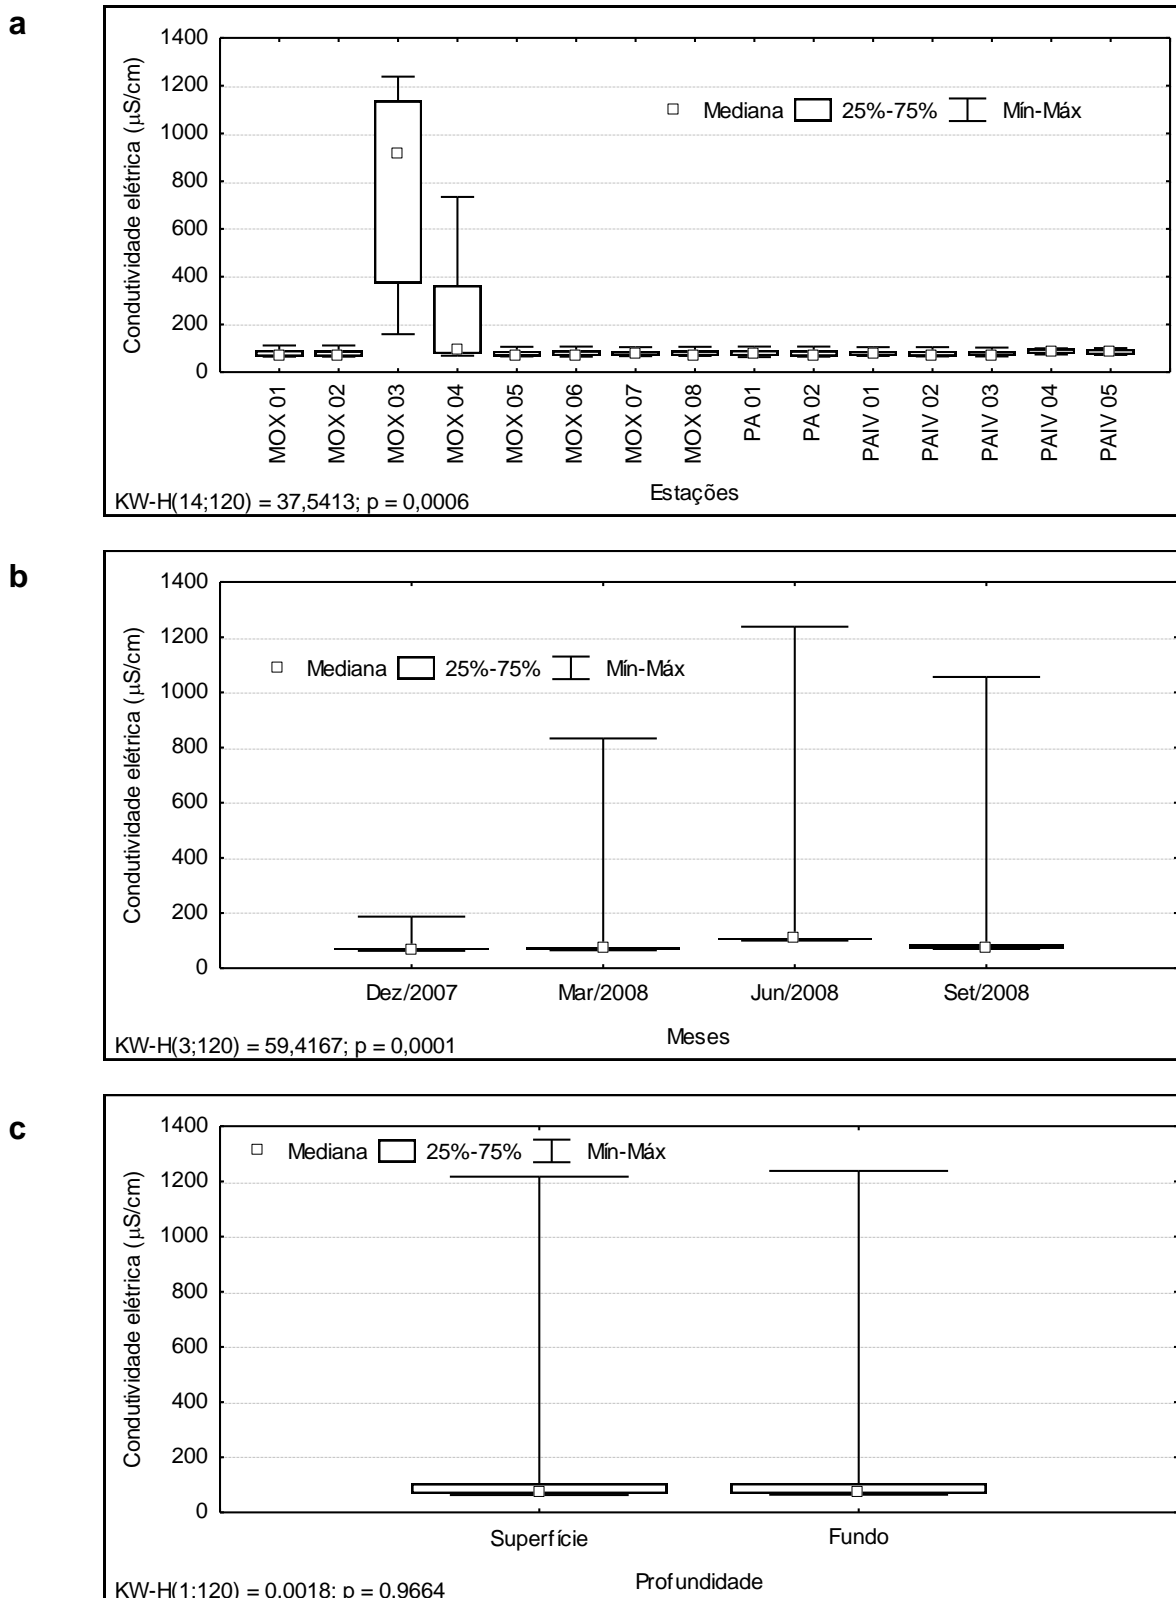 a
1400
1200
1000
800
600
400
200
0
Condutividade elétrica (µS/cm)
Mediana 25%-75% Mín-Máx
MOX 01
MOX 02
MOX 03
MOX 04
MOX 05
MOX 06
MOX 07
MOX 08
PA 01
PA 02
PAIV 01
PAIV 02
PAIV 03
PAIV 04
PAIV 05
Estações
KW-H(14;120) = 37,5413; p = 0,0006
b
1400
1200
1000
800
600
400
200
0
Condutividade elétrica (µS/cm)
Mediana 25%-75% Mín-Máx
Dez/2007 Mar/2008 Jun/2008 Set/2008
Meses
KW-H(3;120) = 59,4167; p = 0,0001
c
1400
1200
1000
800
600
400
200
0
Condutividade elétrica (µS/cm)
Mediana 25%-75% Mín-Máx
Superfície Fundo
Profundidade
KW-H(1;120) = 0,0018; p = 0,9664